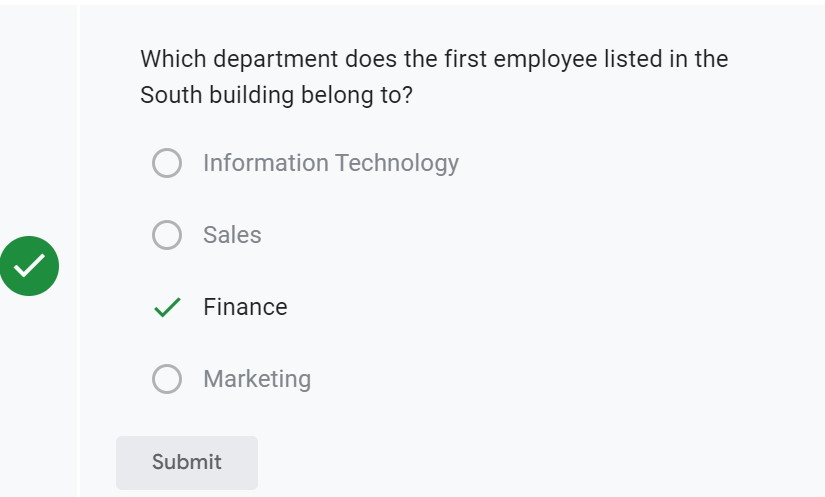 Which department does the first employee listed in the
South building belong to?
Information Technology
Sales
Finance
Marketing
Submit